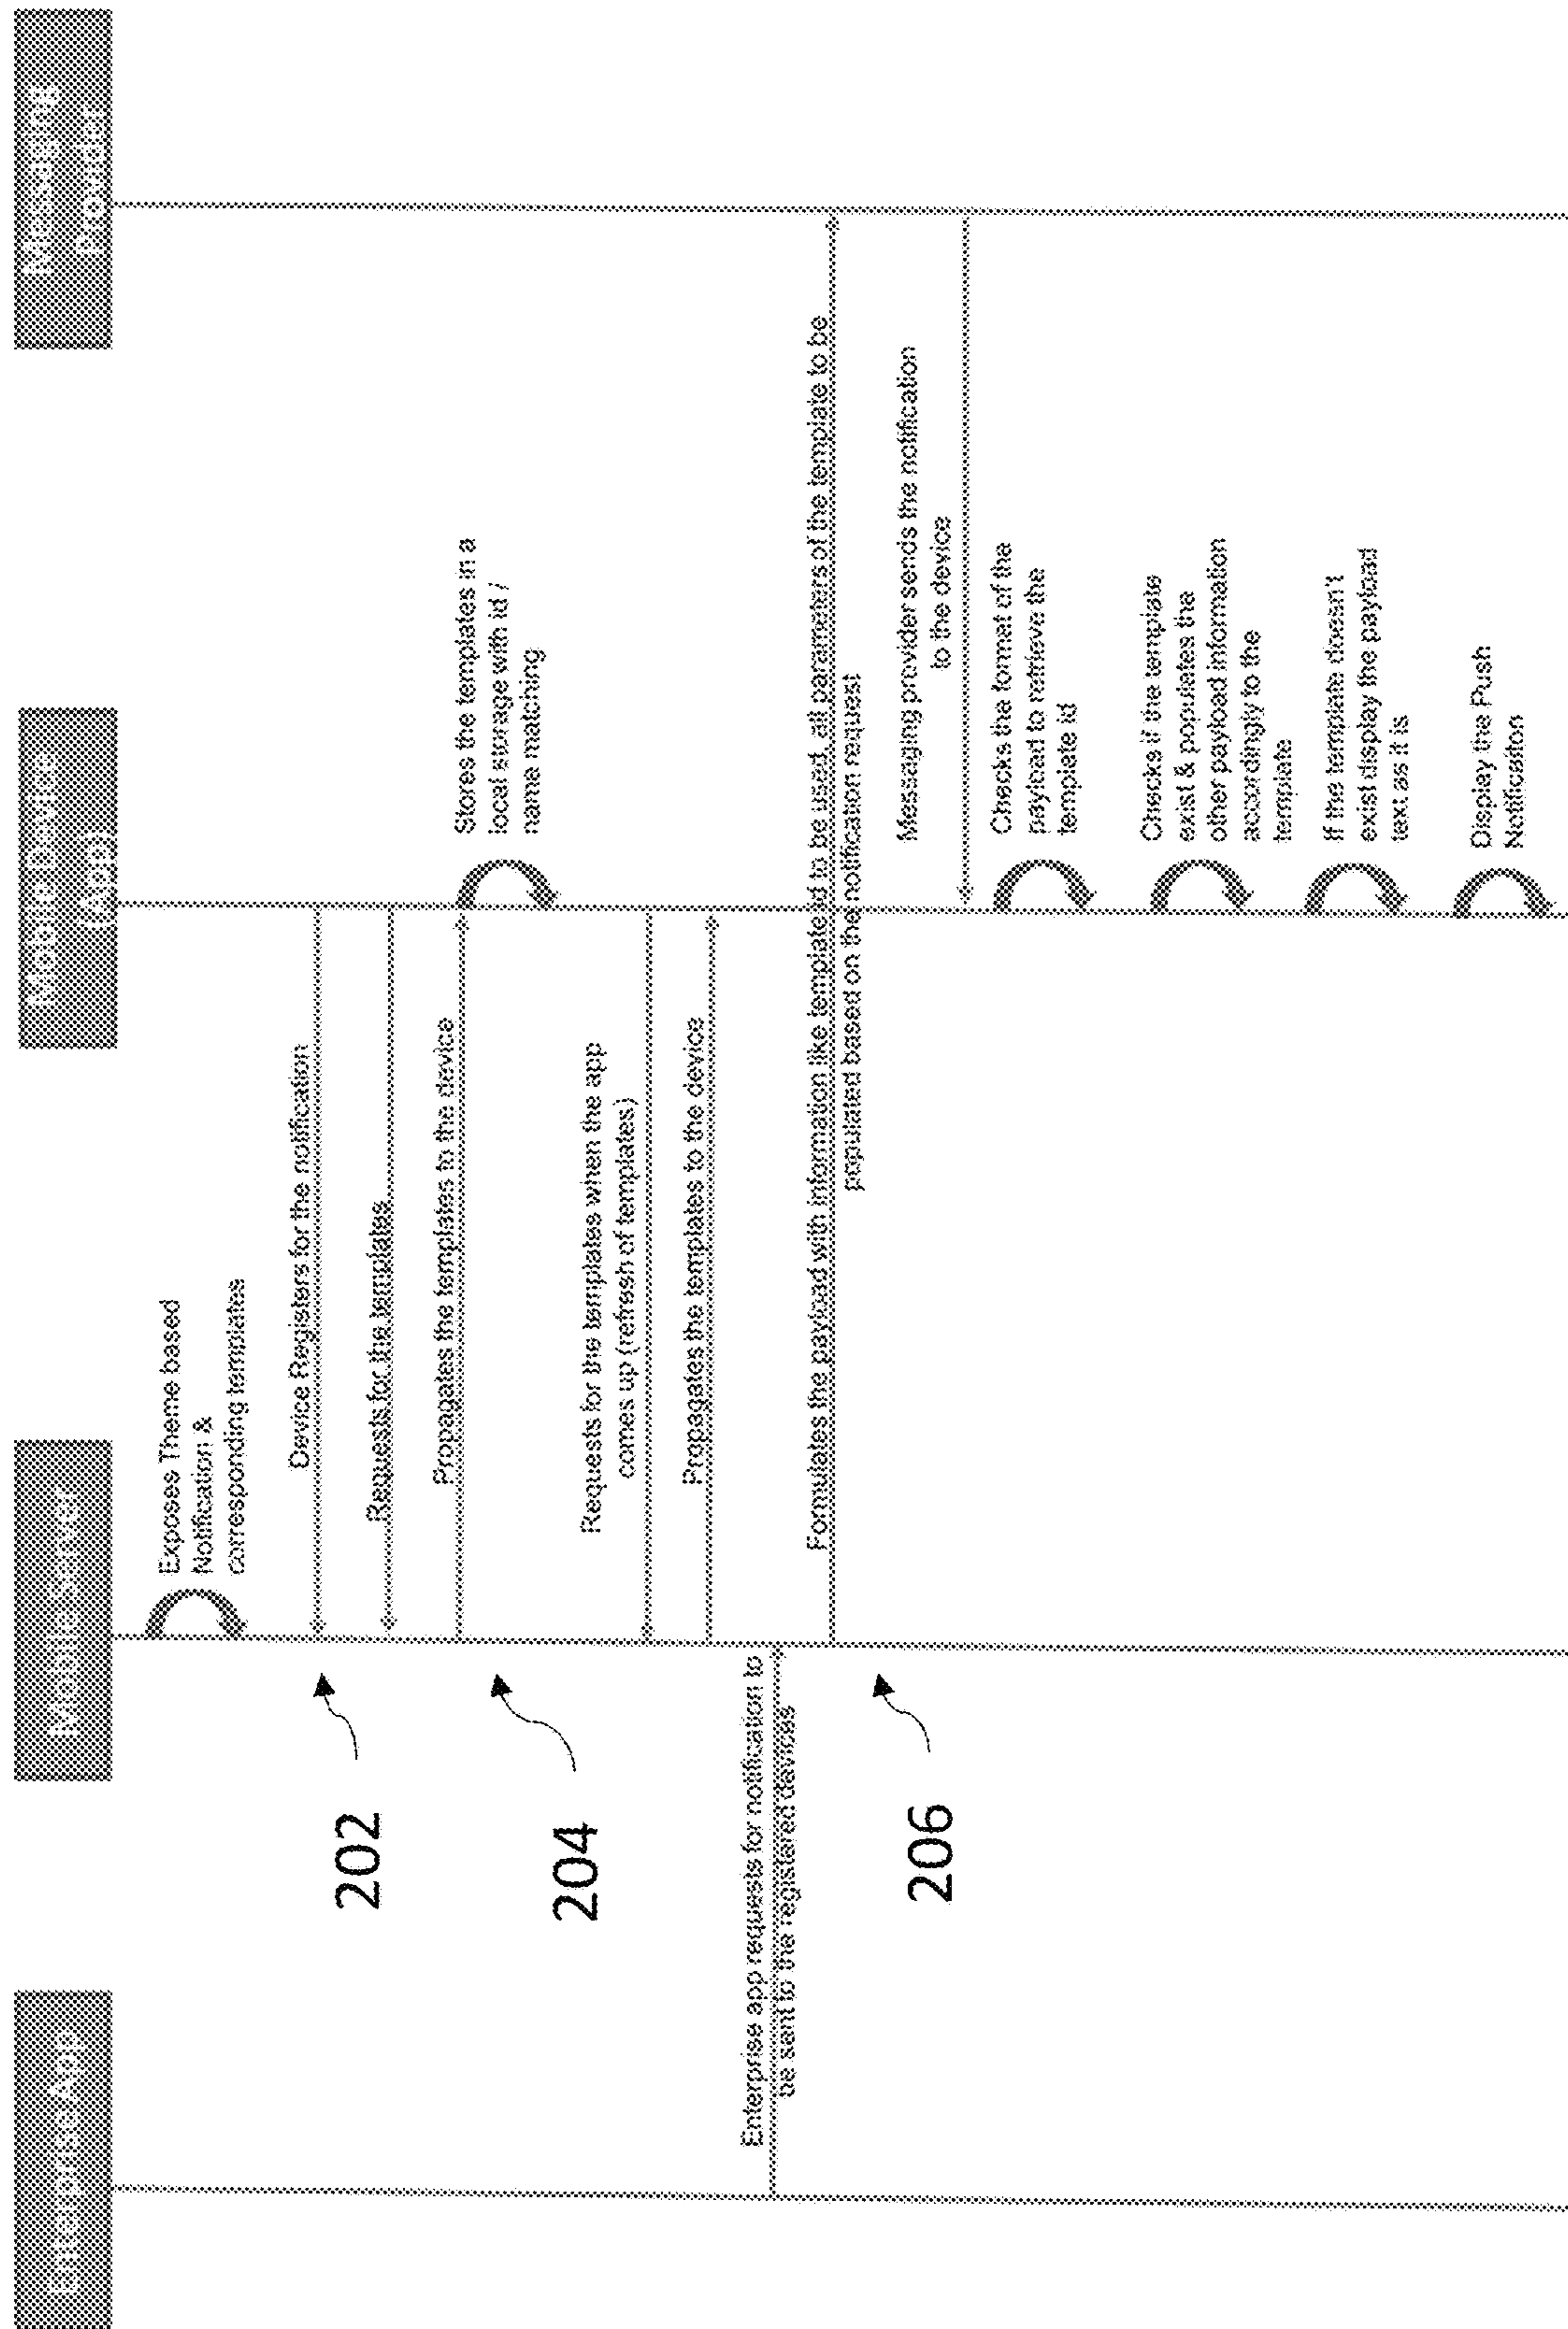 Enterprise App
Mobile Server
Mobile Device
(App)
Messaging
Provider
Exposes Theme based
Notification &
corresponding templates
202
Device Registers for the notification
Requests for the templates
204
Propagates the templates to the device
Stores the templates in a
local storage with id /
name matching
Requests for the templates when the app
comes up (refresh of templates)
Propagates the templates to the device
Enterprise app requests for notification to
be sent to the registered devices
206
Formulates the payload with information like template id to be used, all parameters of the template to be
populated based on the notification request
Messaging provider sends the notification
to the device
Checks the format of the
payload to retrieve the
template id
Checks if the template
exist & populates the
other payload information
accordingly to the
template
If the template doesn't
exist display the payload
text as it is
Display the Push
Notification